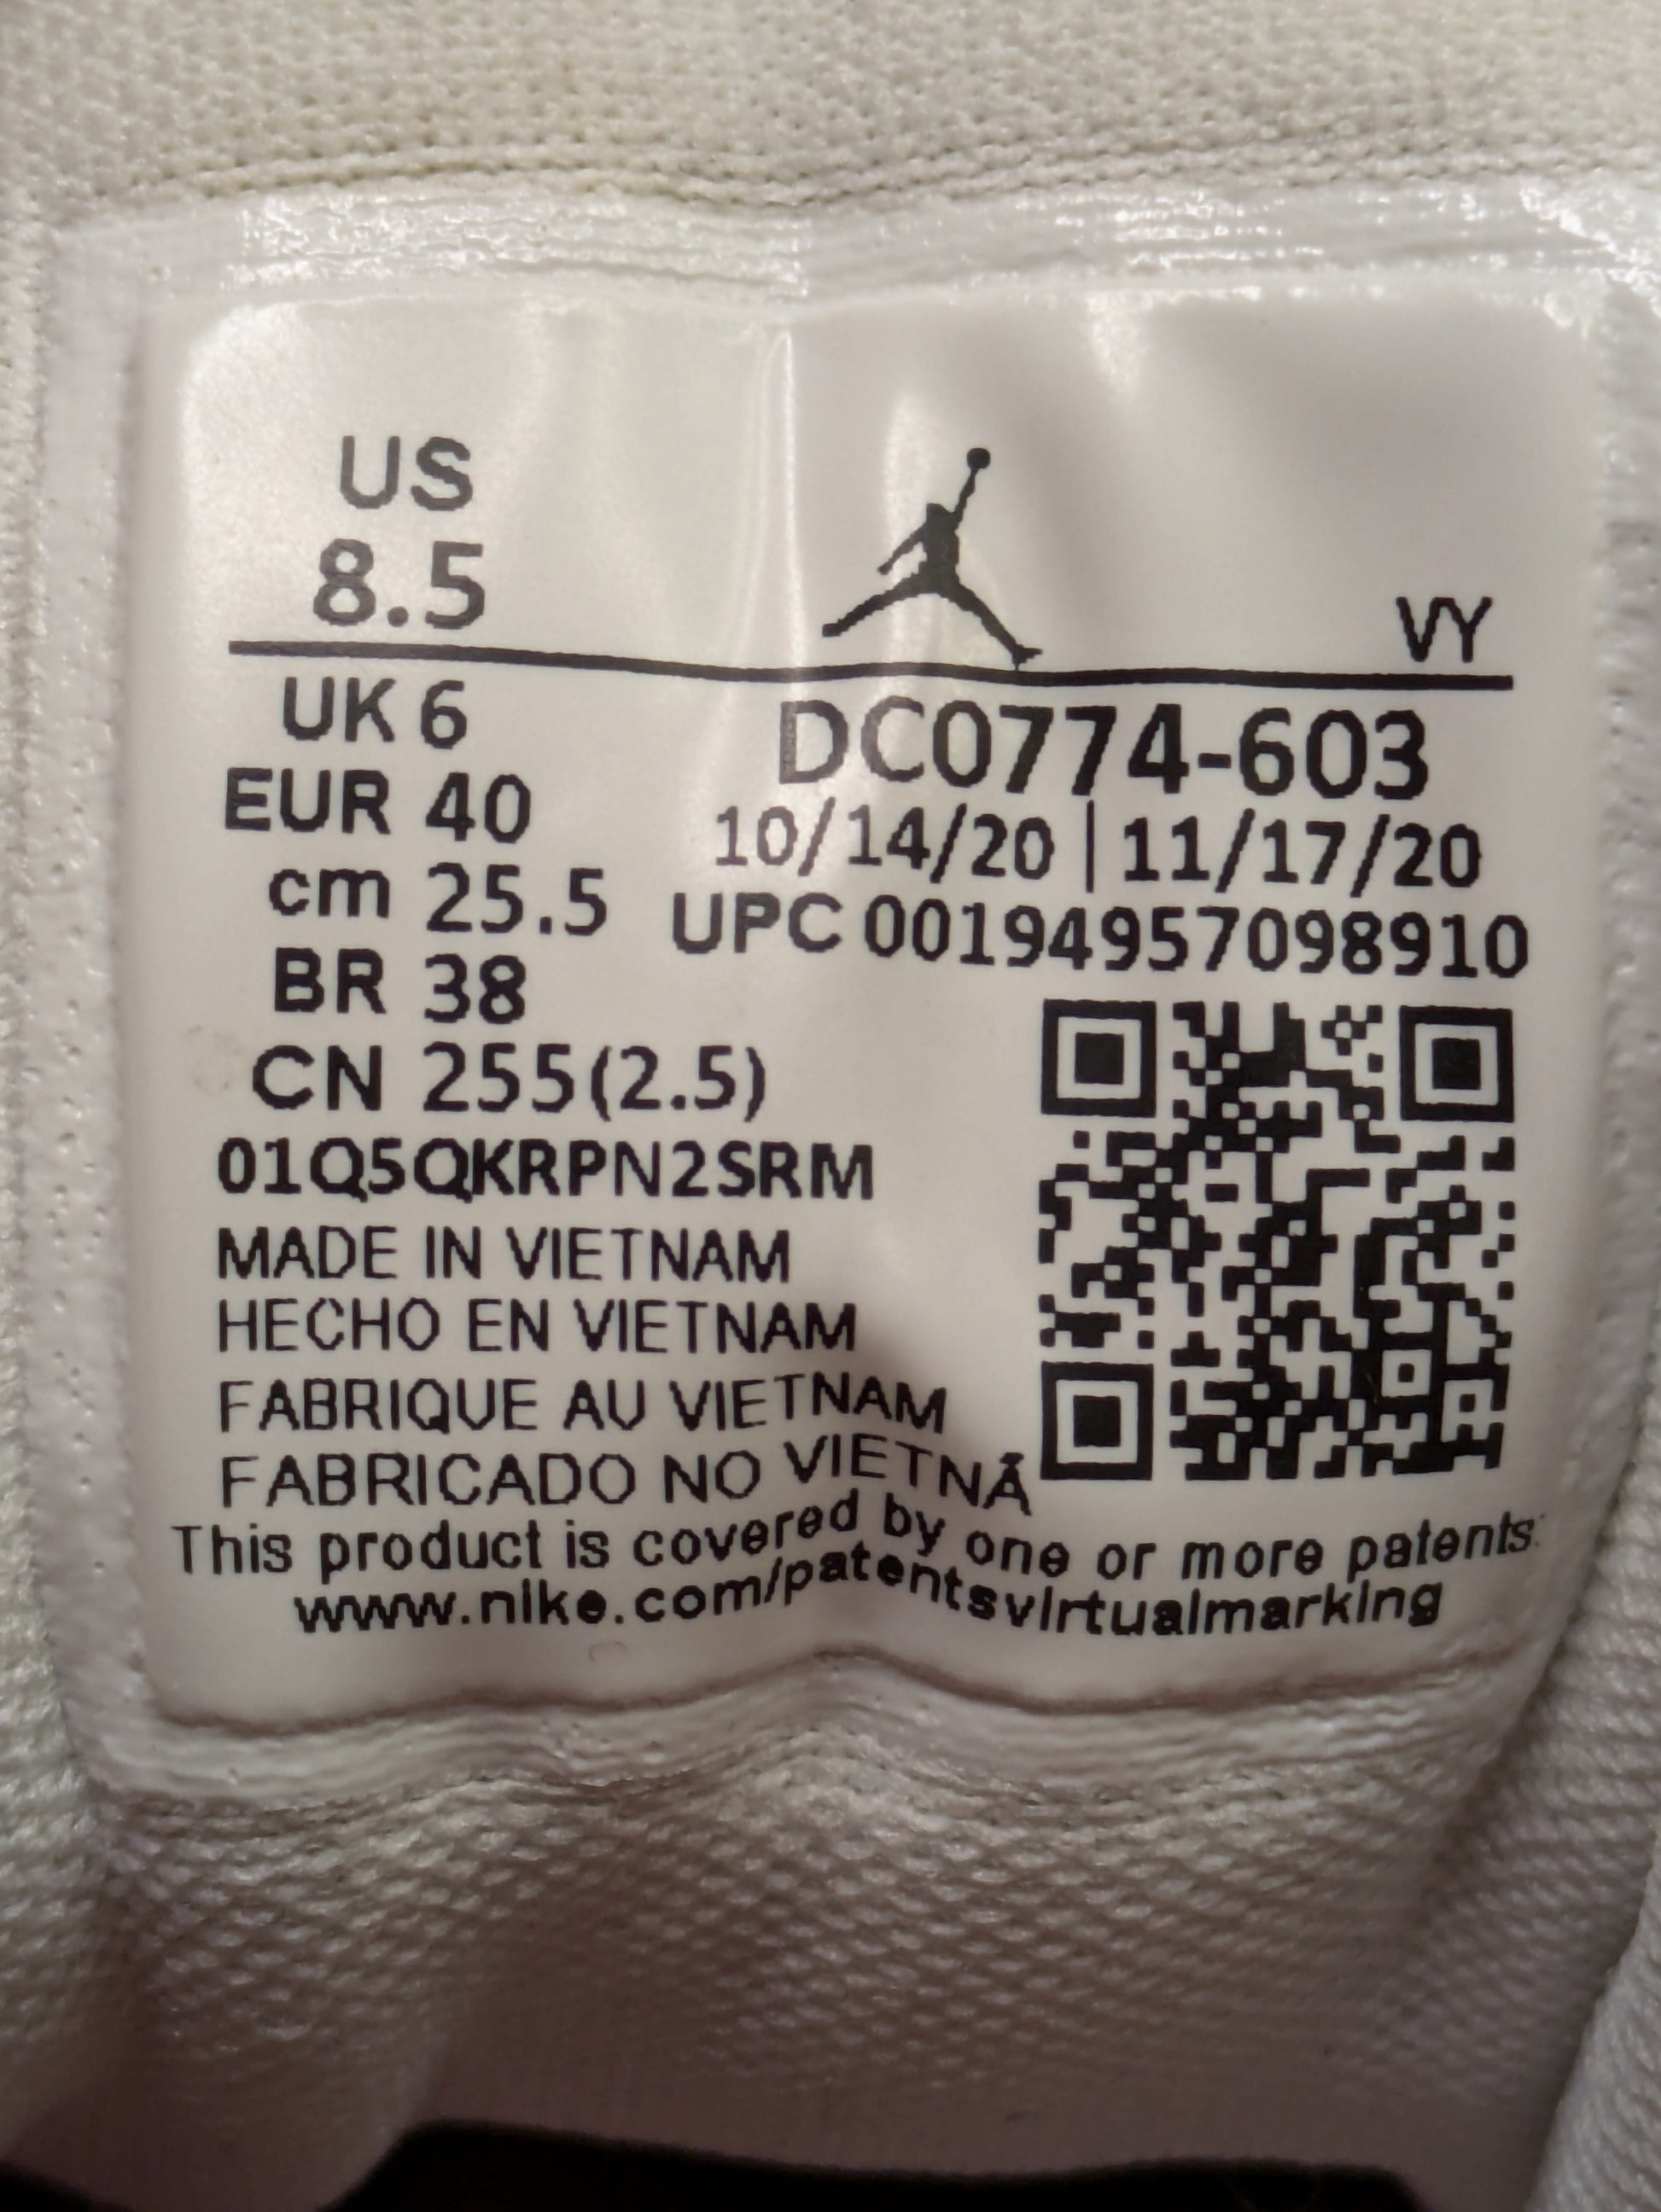 US
8.5
VY
UK 6
EUR 40
cm 25.5
BR 38
CN 255(2.5)
DC0774-603
10/14/20 | 11/17/20
UPC 00194957098910
01Q5QKRPN2SRM
MADE IN VIETNAM
HECHO EN VIETNAM
FABRIQUE AU VIETNAM
FABRICADO NO VIETNÃ
This product is covered by one or more patents:
www.nike.com/patentsvirtualmarking